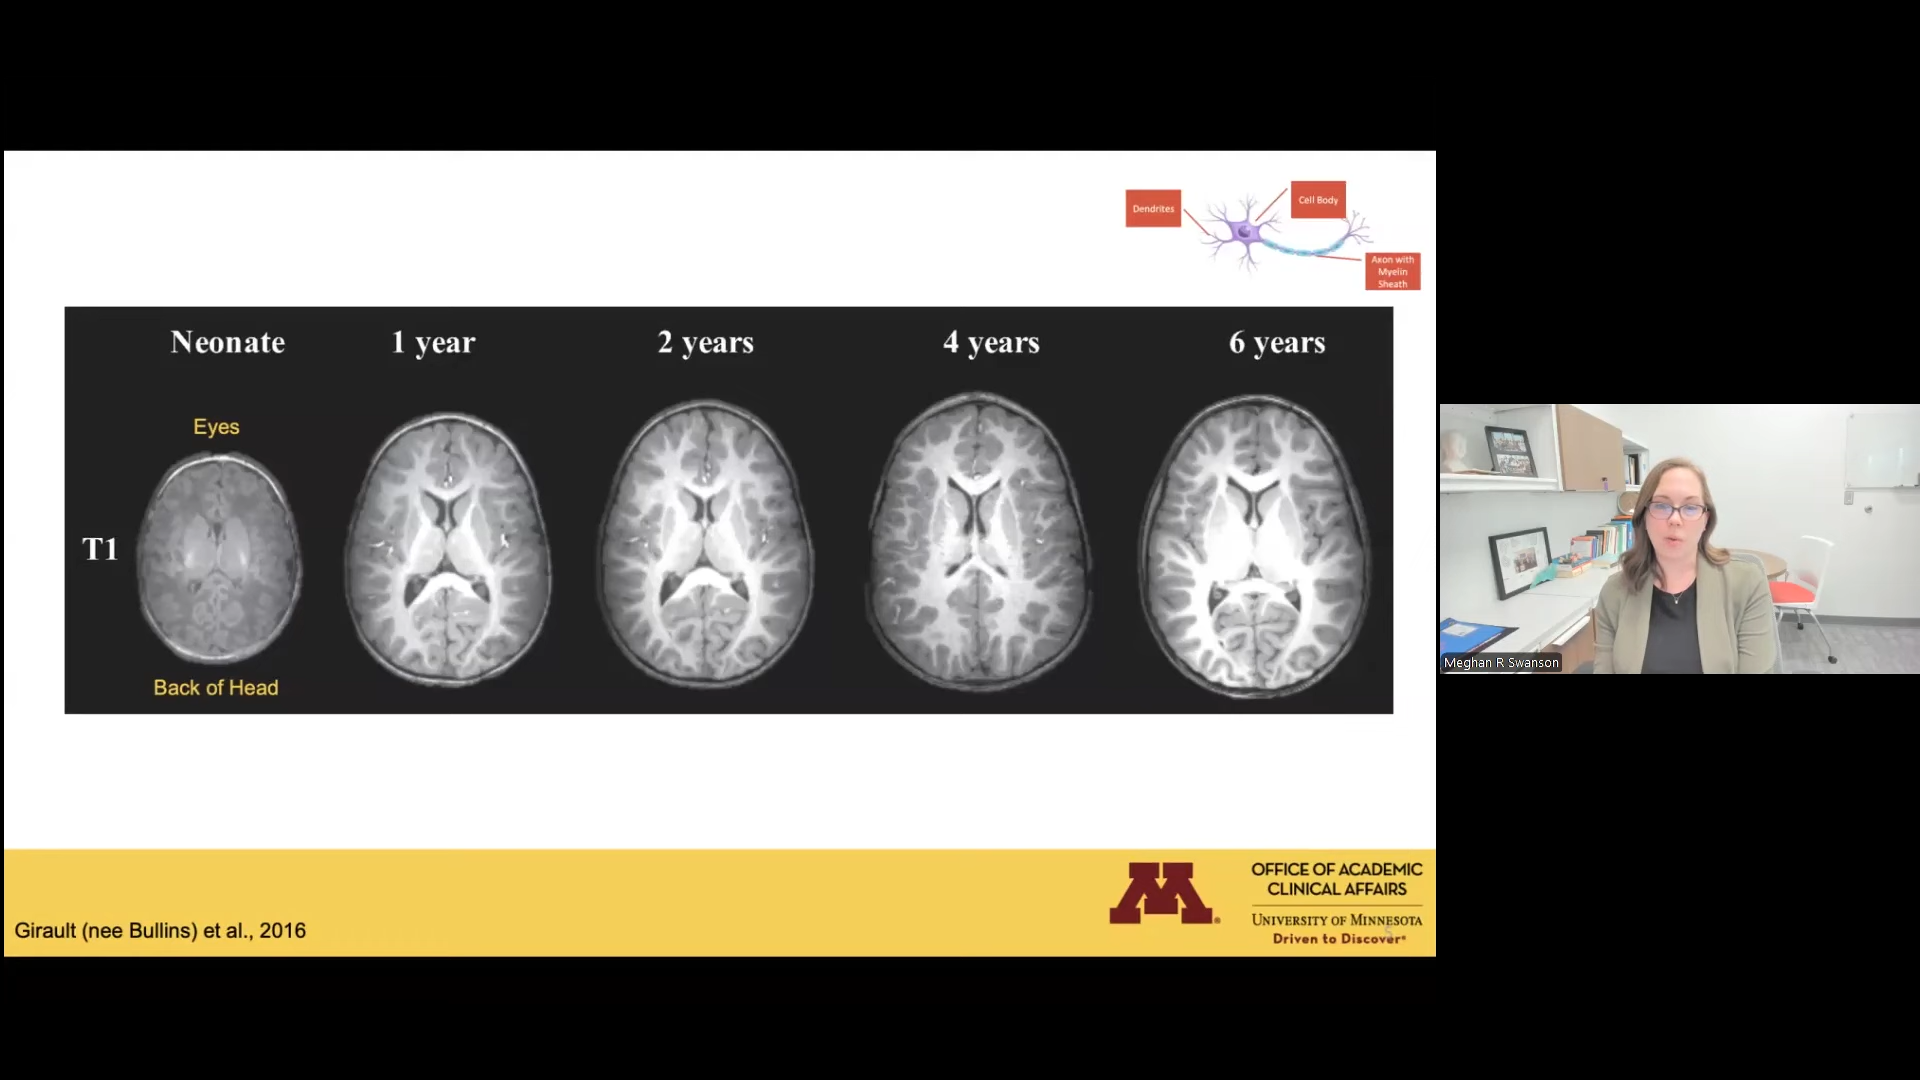 Dendrites
Cell Body
Axon with
Myelin
Sheath
Neonate
1 year
2 years
4 years
6 years
Eyes
T1
Back of Head
Meghan R Swanson
Girault (nee Bullins) et al., 2016
OFFICE OF ACADEMIC
CLINICAL AFFAIRS
UNIVERSITY OF MINNESOTA
Driven to Discover®
5